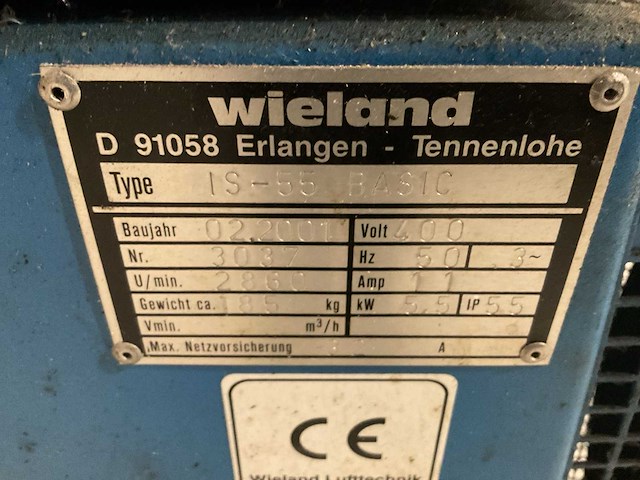 wieland
D 91058 Erlangen - Tennenlohe
Type IS-55 BASIC
Baujahr 02.2001 Volt 400
Nr. 3037 Hz 50 3~
U/min. 2860 Amp 11
Gewicht ca. 185 kg kW 5.5 IP 55
Vmin. m³/h
Max. Netzvorsicherung A
CE
Wieland Lufttechnik